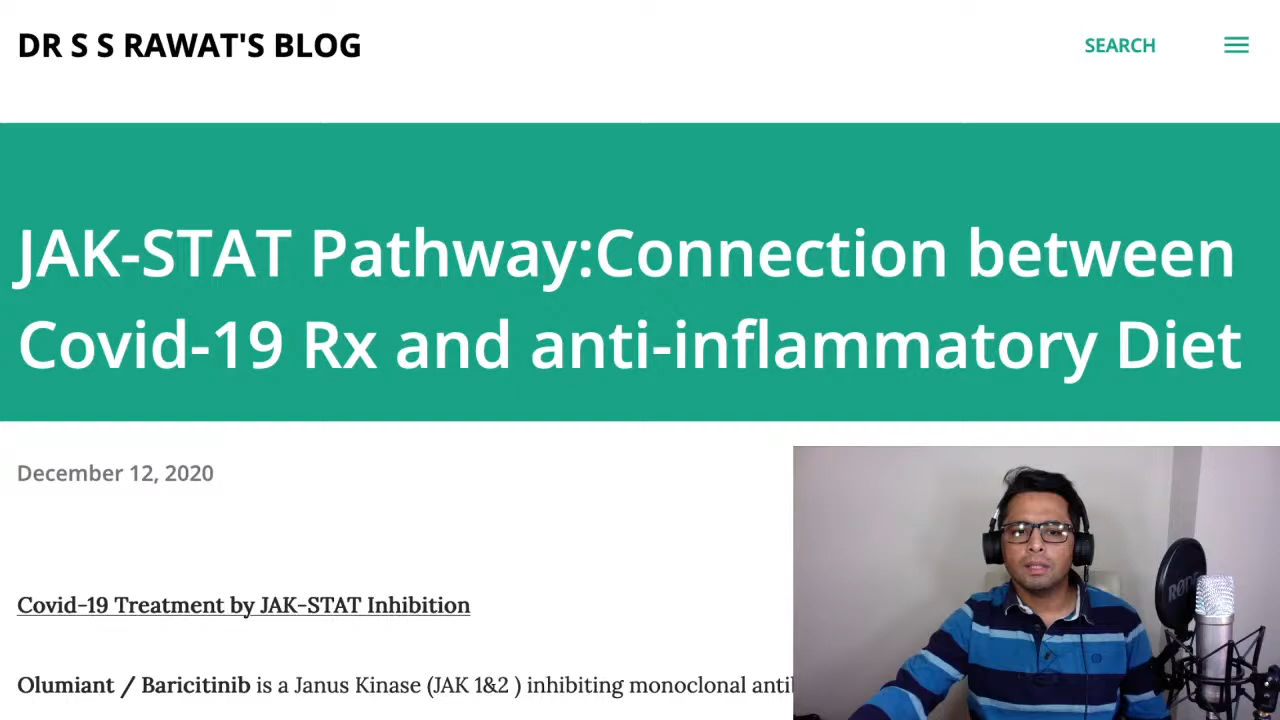 DR S S RAWAT'S BLOG
SEARCH
JAK-STAT Pathway:Connection between
Covid-19 Rx and anti-inflammatory Diet
December 12, 2020
Covid-19 Treatment by JAK-STAT Inhibition
Olumiant / Baricitinib is a Janus Kinase (JAK 1&2 ) inhibiting monoclonal
RODE